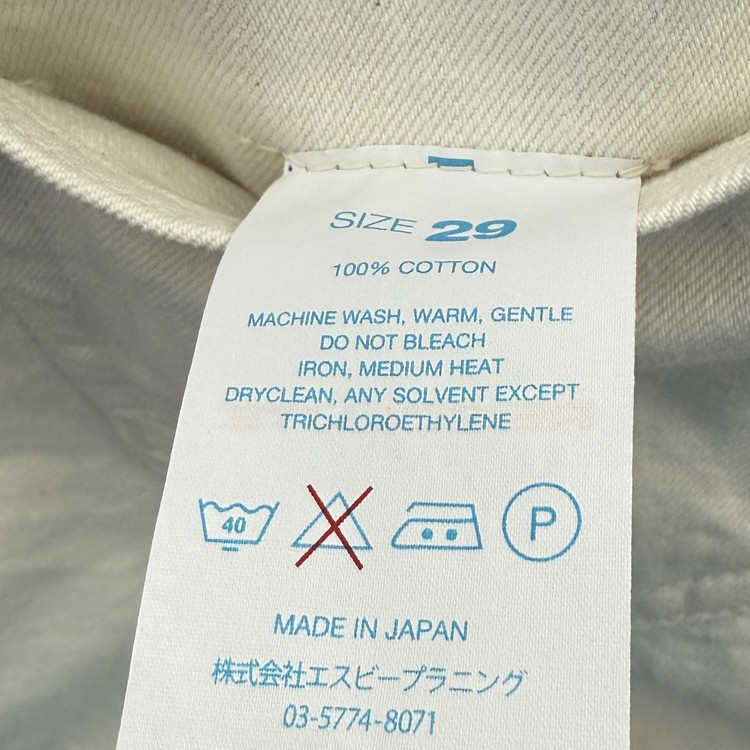 SIZE 29
100% COTTON
MACHINE WASH, WARM, GENTLE
DO NOT BLEACH
IRON, MEDIUM HEAT
DRYCLEAN, ANY SOLVENT EXCEPT
TRICHLOROETHYLENE
40 P
MADE IN JAPAN
株式会社エスビープラニング
03-5774-8071